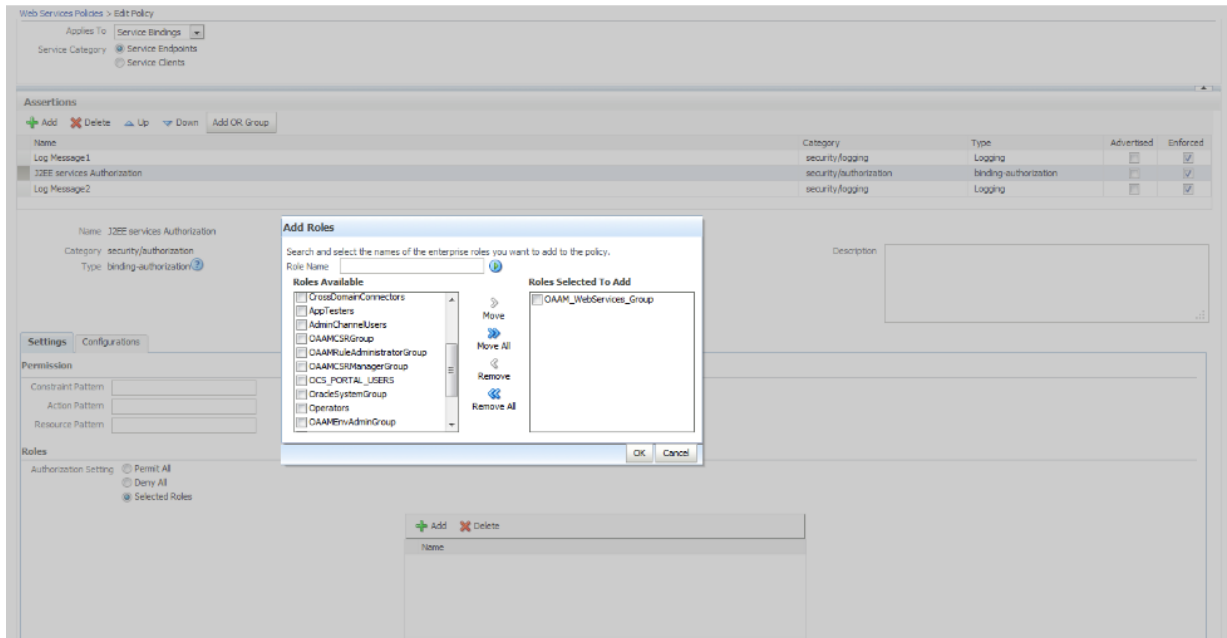 Web Services Policies > Edit Policy
Applies To Service Bindings
Service Category Service Endpoints
Service Clients
Assertions
Add Delete Up Down Add OR Group
Name Category Type Advertised Enforced
Log Message1 security/logging Logging
J2EE services Authorization security/authorization binding-authorization
Log Message2 security/logging Logging
Name J2EE services Authorization
Category security/authorization
Type binding-authorization
Description
Add Roles
Search and select the names of the enterprise roles you want to add to the policy.
Role Name
Roles Available Roles Selected To Add
CrossDomainConnectors OAAM_WebServices_Group
AppTesters
AdminChannelUsers
OAAMCSRGroup
OAAMRuleAdministratorGroup
OAAMCSRManagerGroup
OCS_PORTAL_USERS
OracleSystemGroup
Operators
OAAMEnvAdminGroup
Move
Move All
Remove
Remove All
OK Cancel
Settings Configurations
Permission
Constraint Pattern
Action Pattern
Resource Pattern
Roles
Authorization Setting Permit All
Deny All
Selected Roles
Add Delete
Name